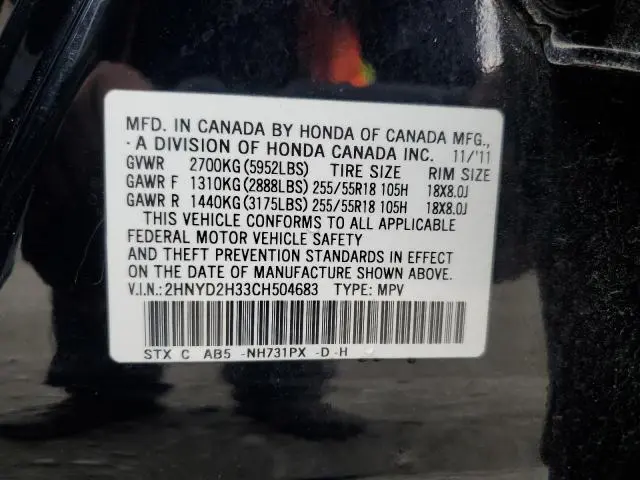 MFD. IN CANADA BY HONDA OF CANADA MFG.,
- A DIVISION OF HONDA CANADA INC. 11/'11
GVWR 2700KG(5952LBS) TIRE SIZE RIM SIZE
GAWR F 1310KG(2888LBS) 255/55R18 105H 18X8.0J
GAWR R 1440KG(3175LBS) 255/55R18 105H 18X8.0J
THIS VEHICLE CONFORMS TO ALL APPLICABLE
FEDERAL MOTOR VEHICLE SAFETY
AND THEFT PREVENTION STANDARDS IN EFFECT
ON THE DATE OF MANUFACTURE SHOWN ABOVE.
V.I.N.:2HNYD2H33CH504683 TYPE: MPV
STX C AB5 -NH731PX -D -H